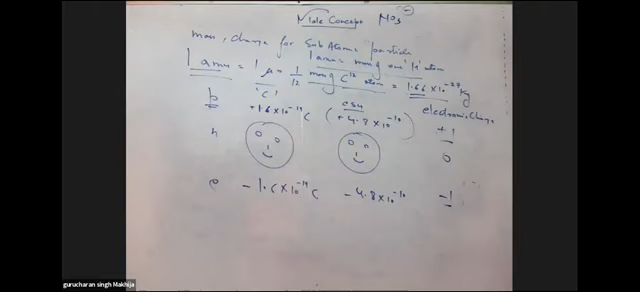 Mole Concept NO3 (-)
mass, charge for Sub Atomic particle
1 amu = mass of one 'H' atom
1 amu = 1 μ = 1/12 mass of C12 atom = 1.66 × 10-27 kg
'C' esu electronic charge
p +1.6 × 10-19 C (+4.8 × 10-10) +1
n 0
e - 1.6 × 10-19 C - 4.8 × 10-10 -1
gurucharan singh Makhija